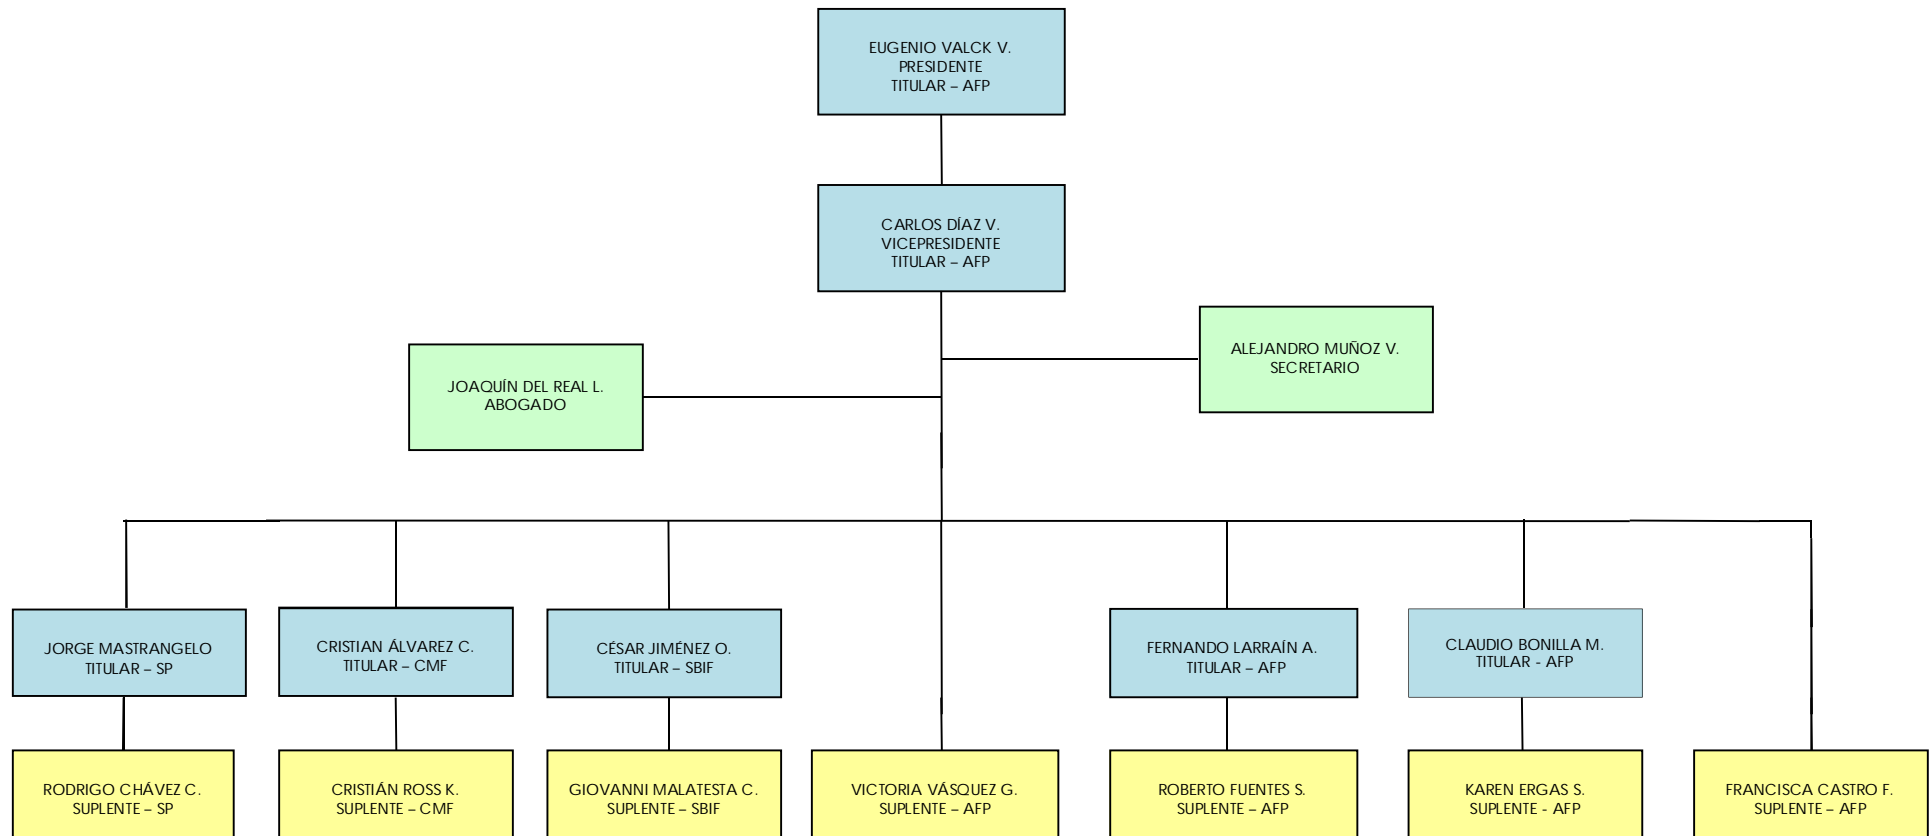 EUGENIO VALCK V.
PRESIDENTE
TITULAR – AFP
CARLOS DÍAZ V.
VICEPRESIDENTE
TITULAR – AFP
ALEJANDRO MUÑOZ V.
SECRETARIO
JOAQUÍN DEL REAL L.
ABOGADO
JORGE MASTRANGELO
TITULAR – SP
CRISTIAN ÁLVAREZ C.
TITULAR – CMF
CÉSAR JIMÉNEZ O.
TITULAR – SBIF
FERNANDO LARRAÍN A.
TITULAR – AFP
CLAUDIO BONILLA M.
TITULAR - AFP
RODRIGO CHÁVEZ C.
SUPLENTE – SP
CRISTIÁN ROSS K.
SUPLENTE – CMF
GIOVANNI MALATESTA C.
SUPLENTE – SBIF
VICTORIA VÁSQUEZ G.
SUPLENTE – AFP
ROBERTO FUENTES S.
SUPLENTE – AFP
KAREN ERGAS S.
SUPLENTE - AFP
FRANCISCA CASTRO F.
SUPLENTE – AFP